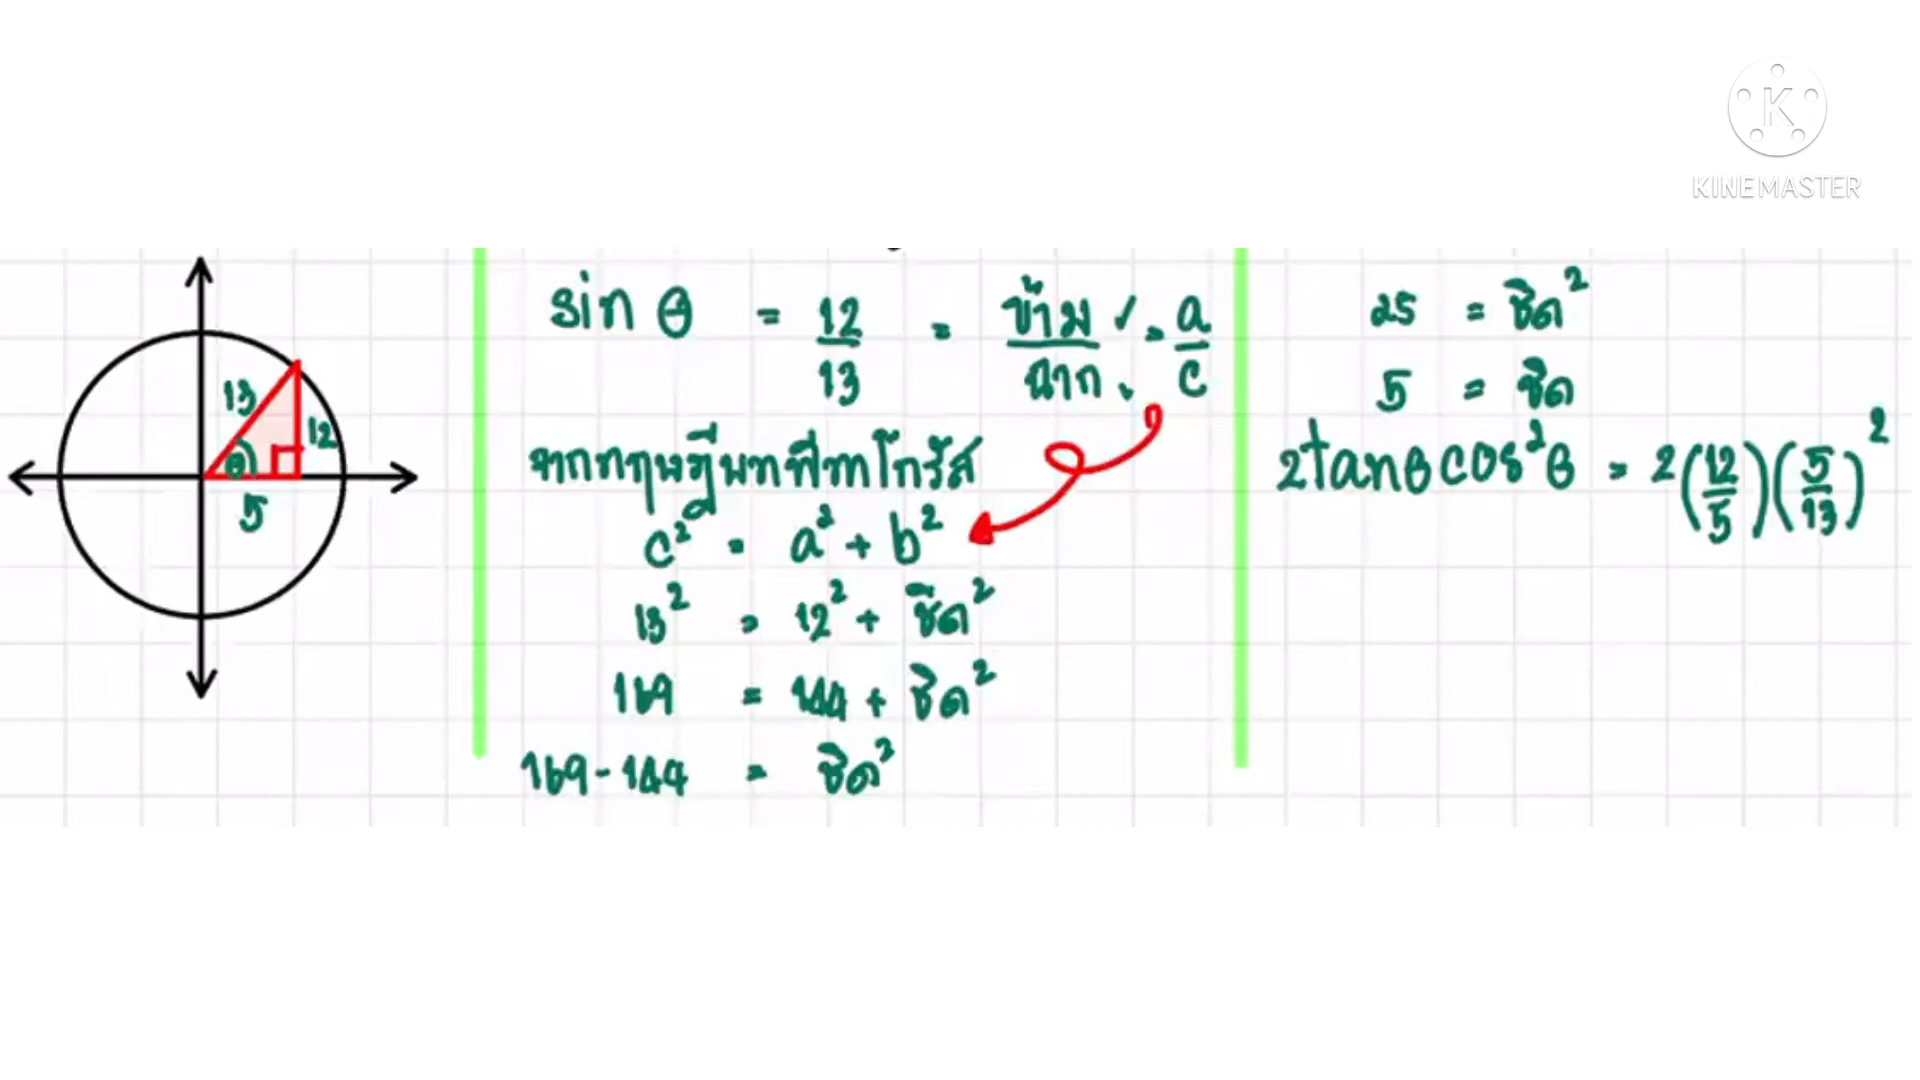 K
KINEMASTER
13
12
θ
5
sin θ = 12/13 = ข้าม/ฉาก = a/c
จากทฤษฎีบทพีทาโกรัส
c² = a² + b²
13² = 12² + ชิด²
169 = 144 + ชิด²
169 - 144 = ชิด²
25 = ชิด²
5 = ชิด
2tanθcos²θ = 2(12/5)(5/13)²